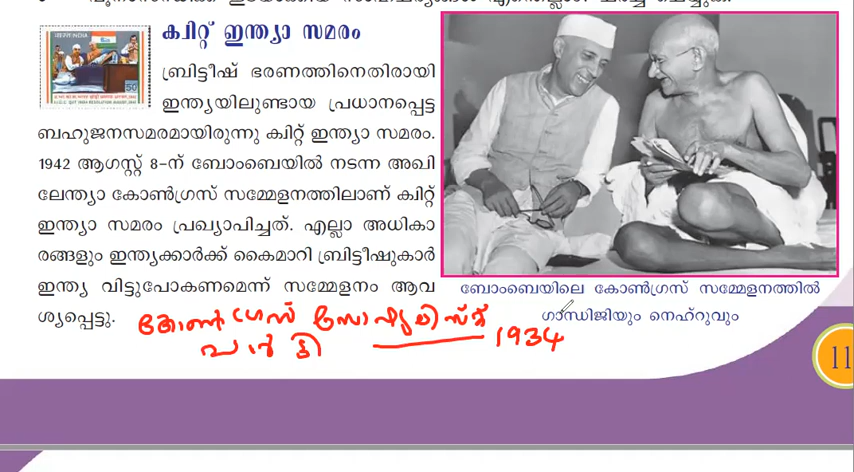 ക്വിറ്റ് ഇന്ത്യാ സമരം
ബ്രിട്ടീഷ് ഭരണത്തിനെതിരായി
ഇന്ത്യയിലുണ്ടായ പ്രധാനപ്പെട്ട
ബഹുജനസമരമായിരുന്നു ക്വിറ്റ് ഇന്ത്യാ സമരം.
1942 ആഗസ്റ്റ് 8-ന് ബോംബെയിൽ നടന്ന അഖി
ലേന്ത്യാ കോൺഗ്രസ് സമ്മേളനത്തിലാണ് ക്വിറ്റ്
ഇന്ത്യാ സമരം പ്രഖ്യാപിച്ചത്. എല്ലാ അധികാ
രങ്ങളും ഇന്ത്യക്കാർക്ക് കൈമാറി ബ്രിട്ടീഷുകാർ
ഇന്ത്യ വിട്ടുപോകണമെന്ന് സമ്മേളനം ആവ
ശ്യപ്പെട്ടു.
ബോംബെയിലെ കോൺഗ്രസ് സമ്മേളനത്തിൽ
ഗാന്ധിജിയും നെഹ്റുവും
കോൺഗ്രസ് സോഷ്യലിസ്റ്റ്
പാർട്ടി 1934
11